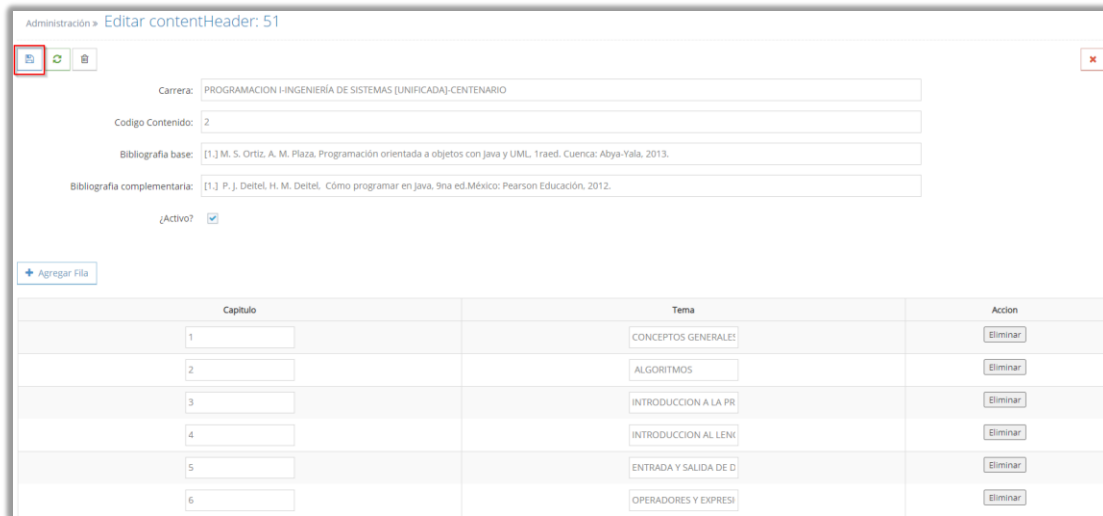 Administración » Editar contentHeader: 51
Carrera: PROGRAMACION I-INGENIERÍA DE SISTEMAS [UNIFICADA]-CENTENARIO
Codigo Contenido: 2
Bibliografia base: [1.] M. S. Ortiz, A. M. Plaza, Programación orientada a objetos con Java y UML, 1raed. Cuenca: Abya-Yala, 2013.
Bibliografia complementaria: [1.] P. J. Deitel, H. M. Deitel, Cómo programar en Java, 9na ed.México: Pearson Educación, 2012.
¿Activo?
+ Agregar Fila
Capitulo Tema Accion
1 CONCEPTOS GENERALES Eliminar
2 ALGORITMOS Eliminar
3 INTRODUCCION A LA PR Eliminar
4 INTRODUCCION AL LEN Eliminar
5 ENTRADA Y SALIDA DE D Eliminar
6 OPERADORES Y EXPRESI Eliminar